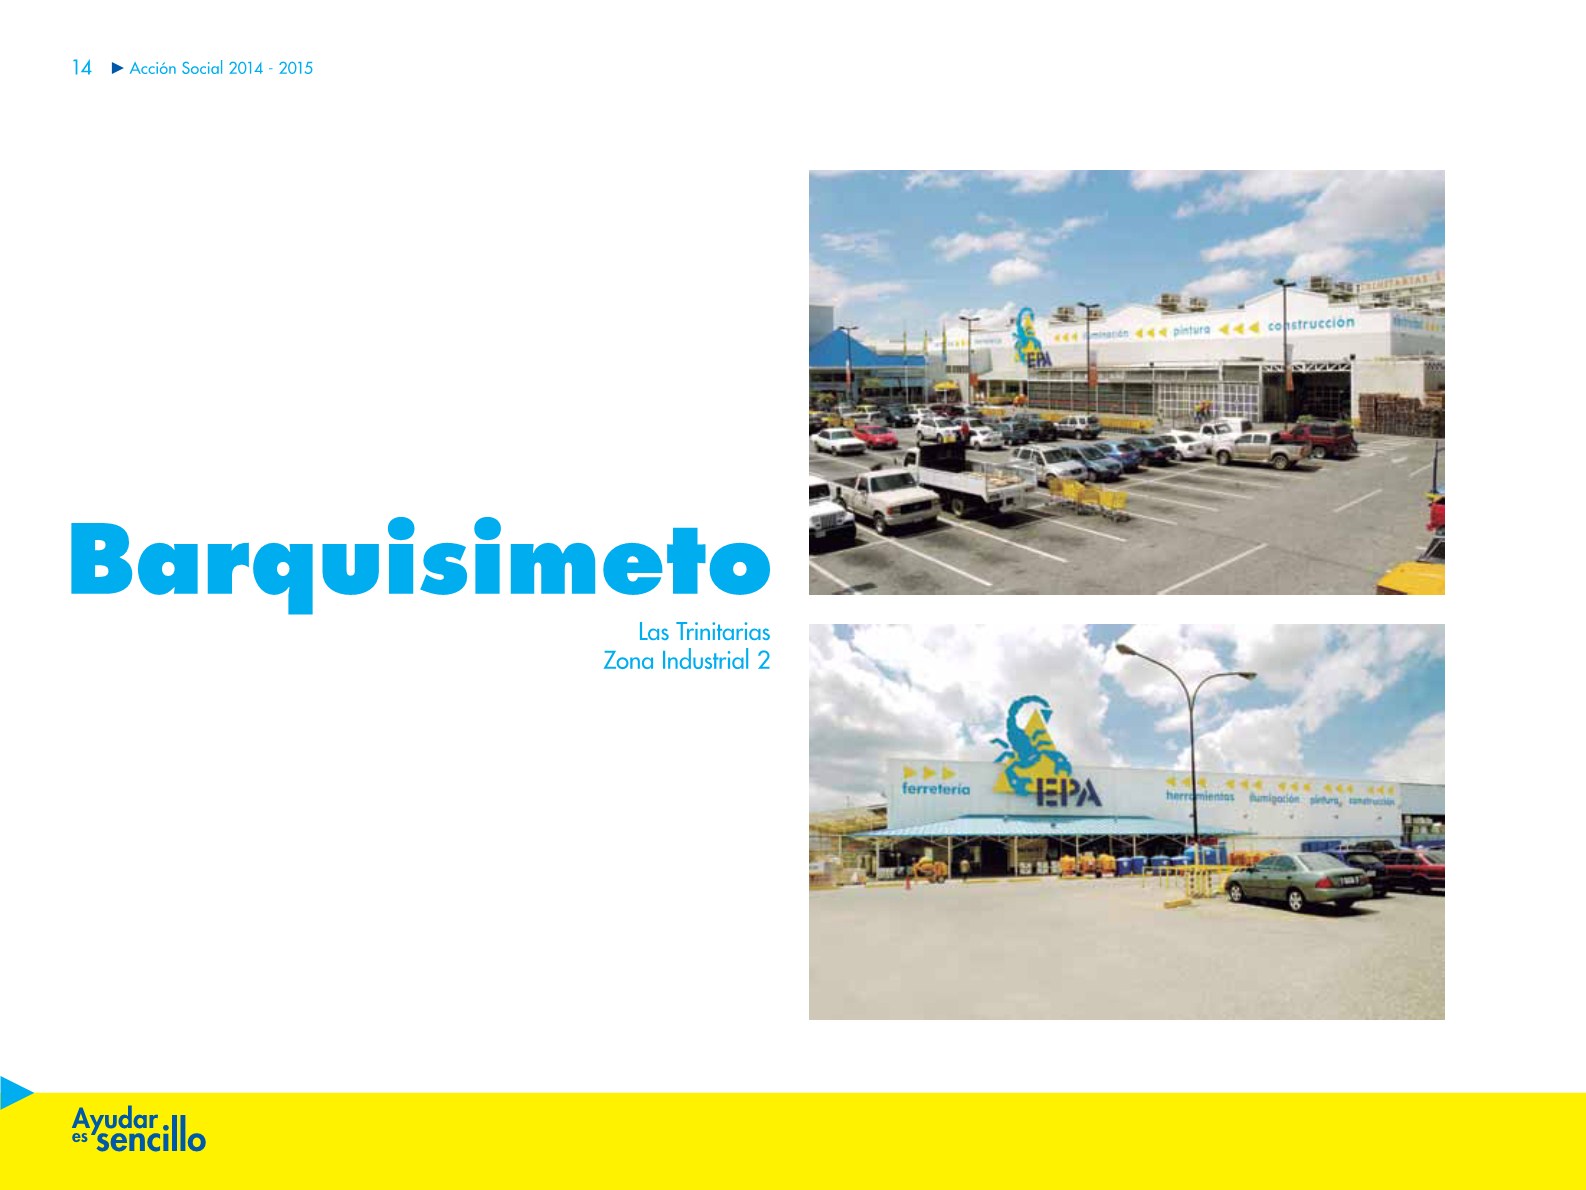 14 ▶ Acción Social 2014 - 2015
Barquisimeto
Las Trinitarias
Zona Industrial 2
EPA
iluminación
pintura
construcción
ferretería
EPA
herramientas
iluminación
pintura
construcción
Ayudar
es sencillo